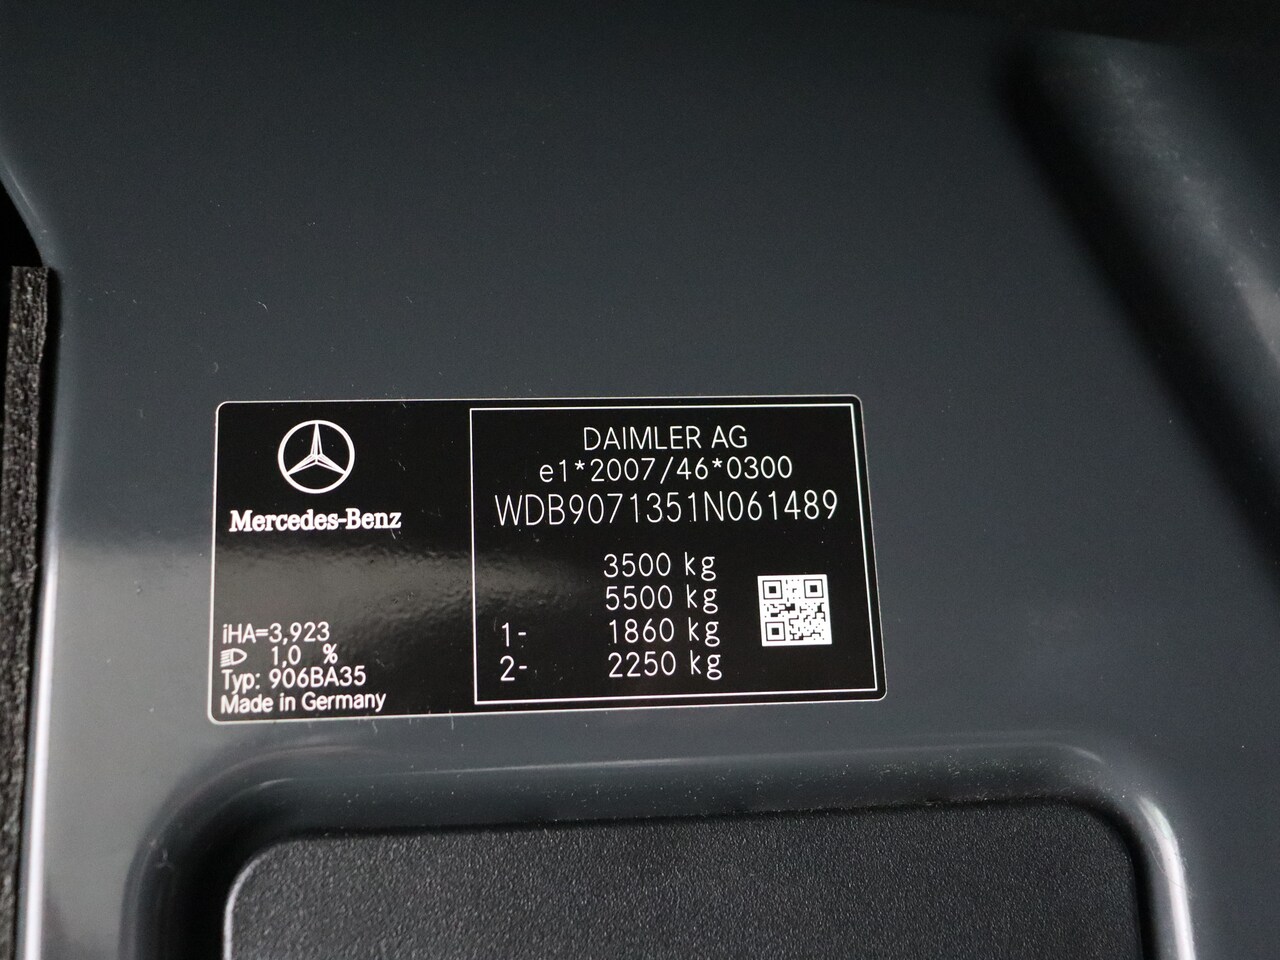 Mercedes-Benz
iHA=3,923
1,0 %
Typ: 906BA35
Made in Germany
DAIMLER AG
e1*2007/46*0300
WDB9071351N061489
3500 kg
5500 kg
1- 1860 kg
2- 2250 kg